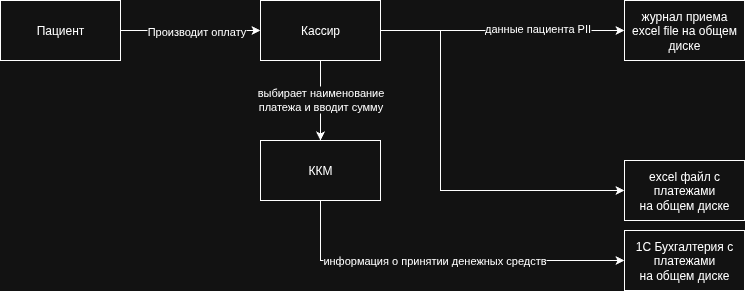 Пациент
Производит оплату
Кассир
данные пациента PII
журнал приема
excel file на общем
диске
выбирает наименование
платежа и вводит сумму
ККМ
excel файл с
платежами
на общем диске
информация о принятии денежных средств
1С Бухгалтерия с
платежами
на общем диске